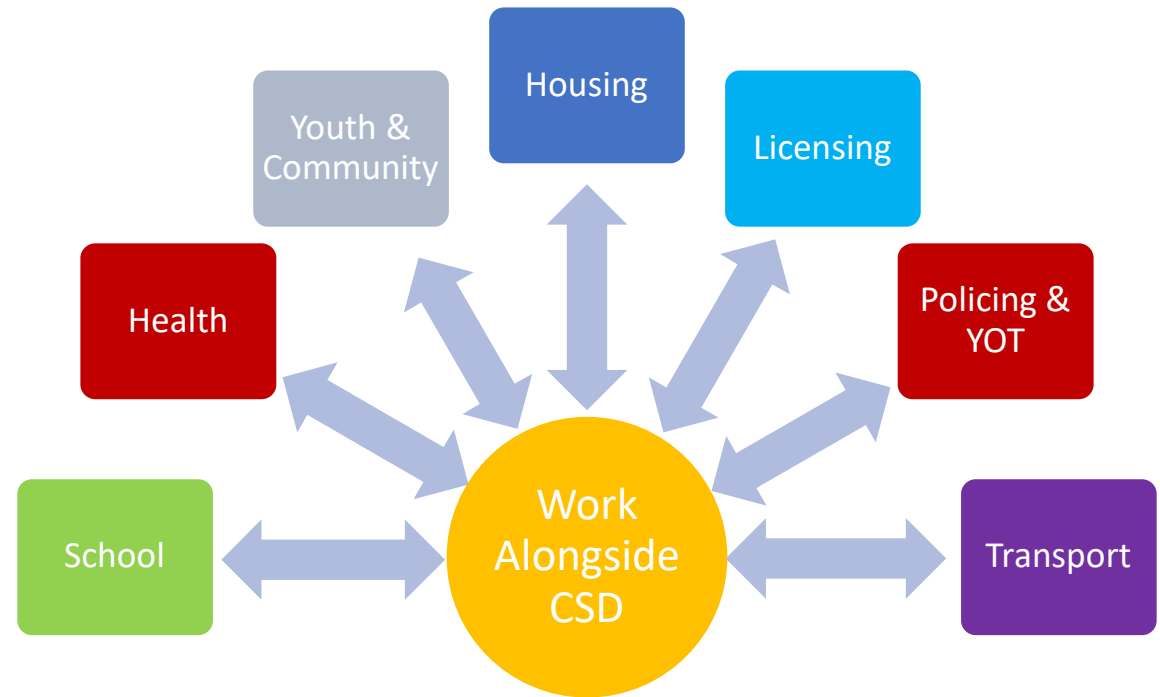 Housing
Youth &
Community
Licensing
Health
Policing &
YOT
School
Work
Alongside
CSD
Transport